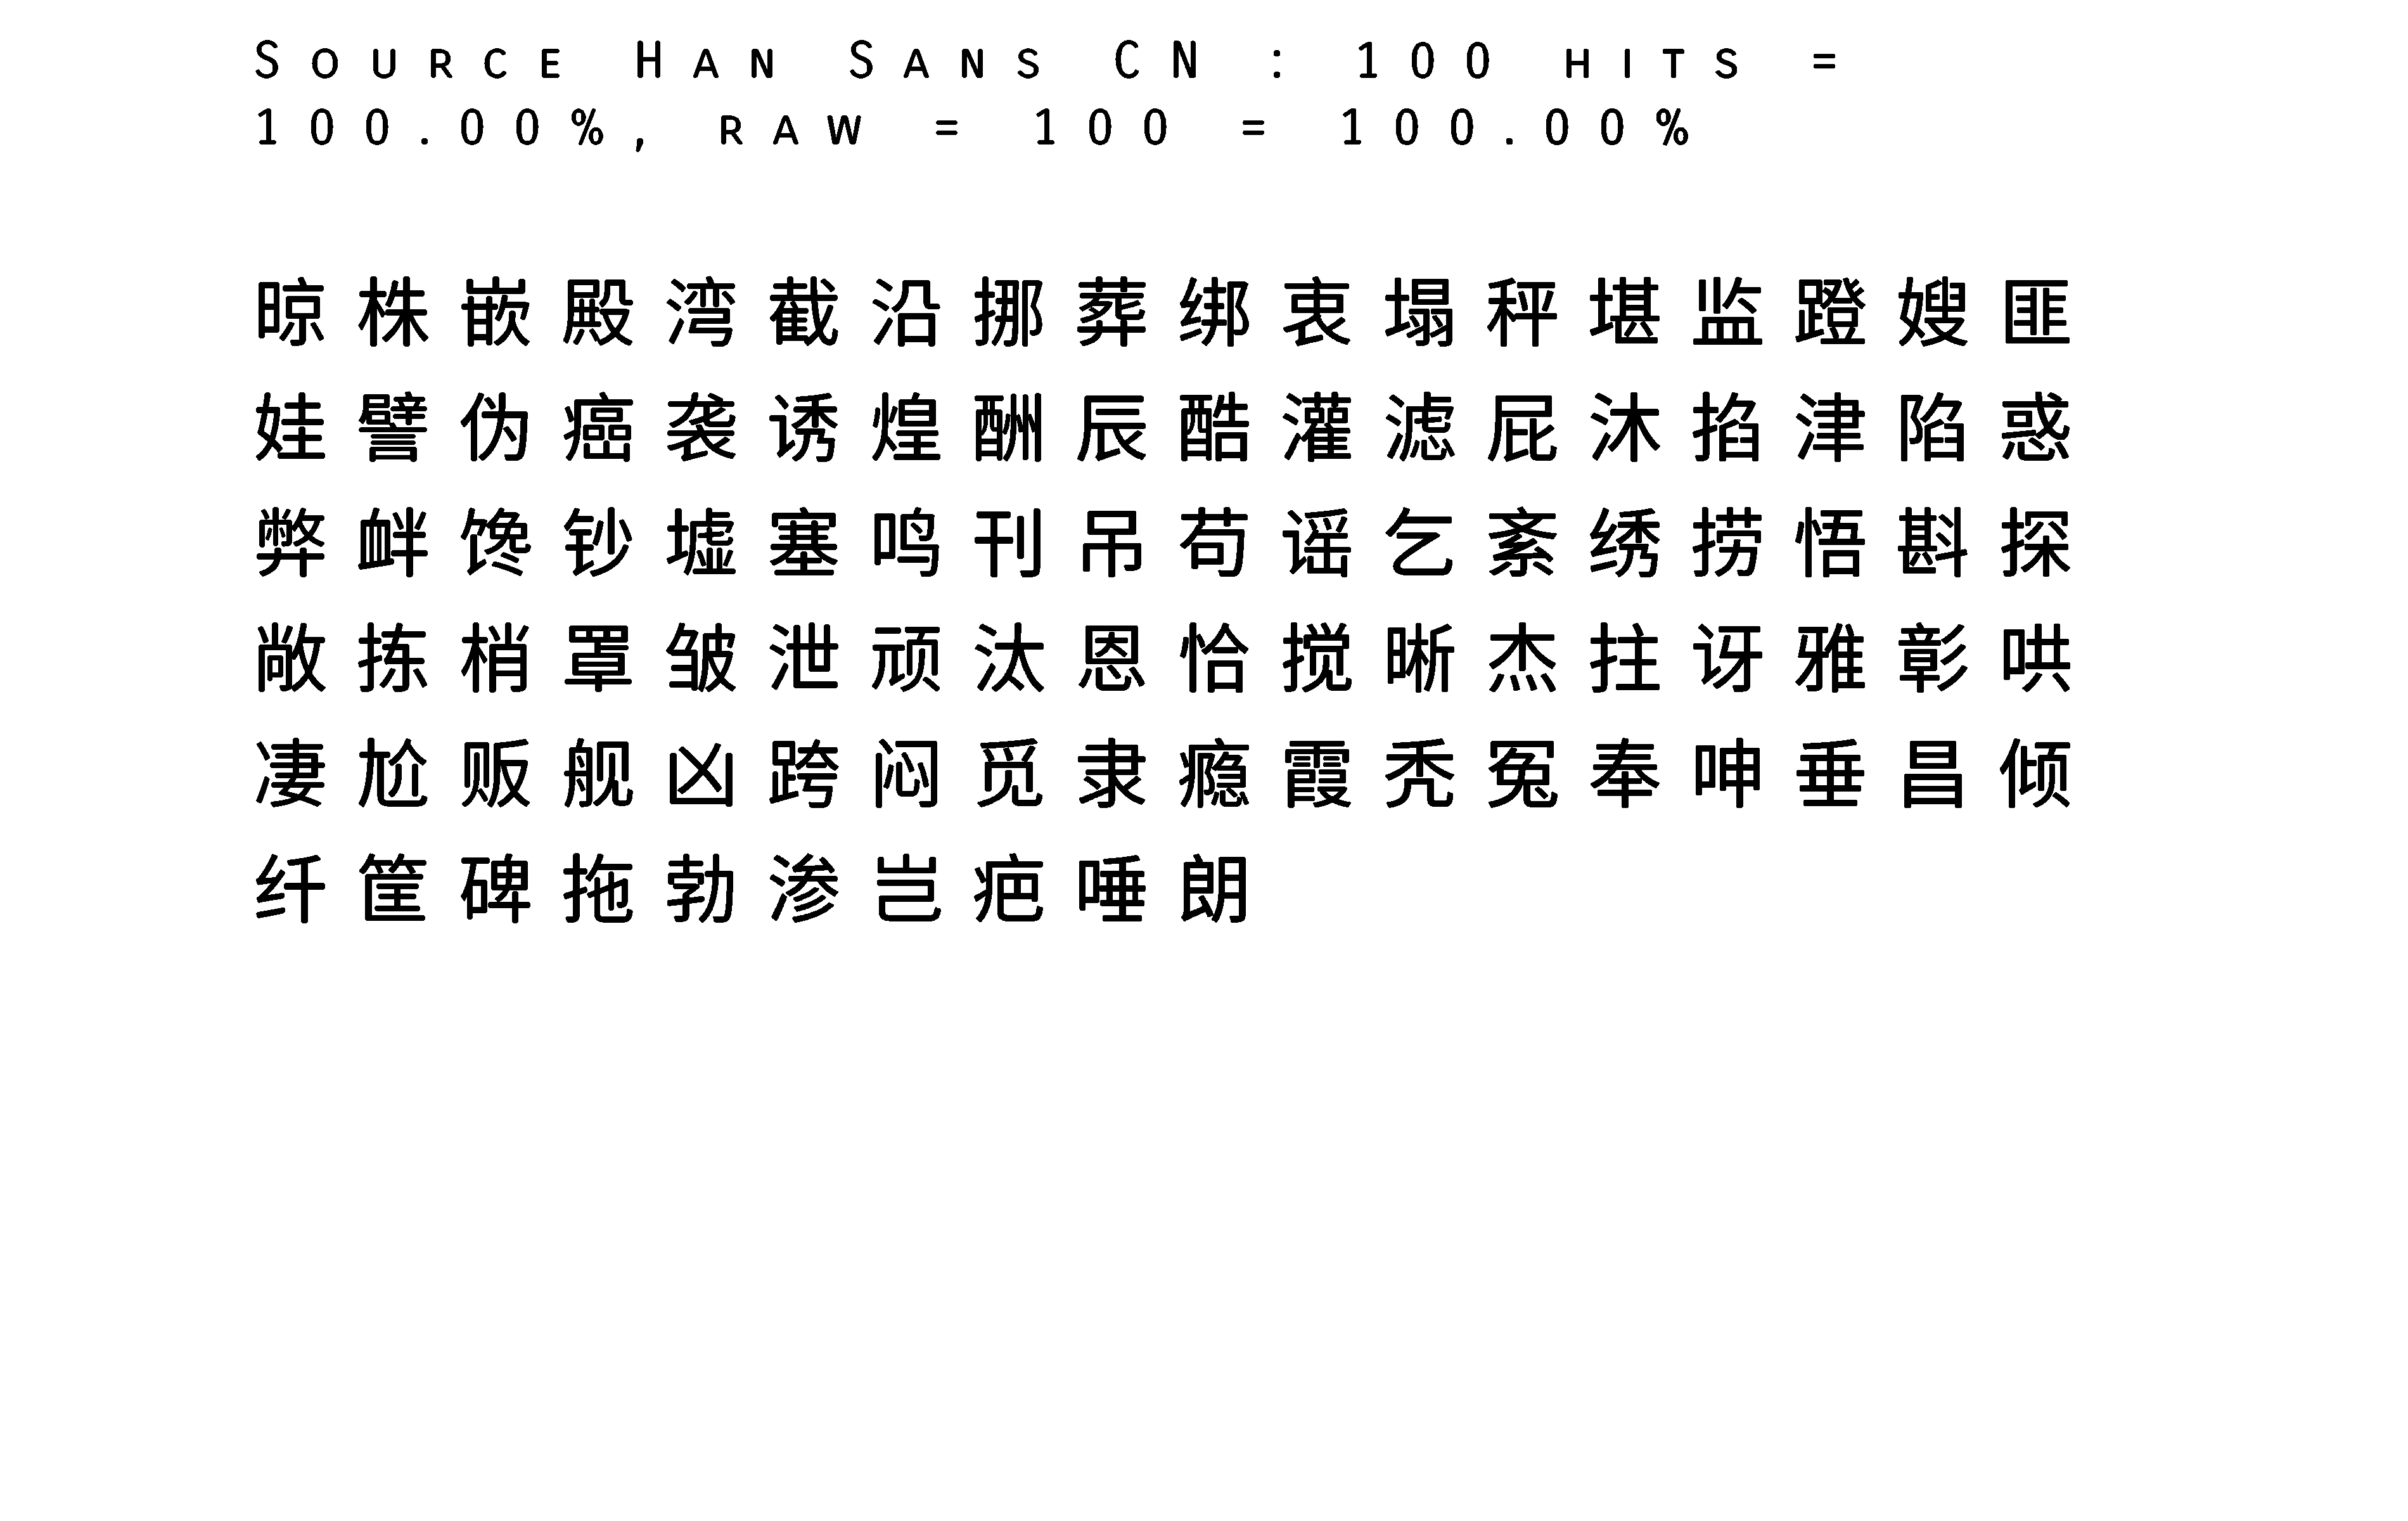 Source Han Sans CN : 100 hits =
100.00%, raw = 100 = 100.00%
晾株嵌殿湾截沿挪葬绑衷塌秤堪监蹬嫂匪
娃譬伪癌袭诱煌酬辰酷灌滤屁沐掐津陷惑
弊衅馋钞墟塞鸣刊吊苟谣乞紊绣捞悟斟探
敞拣梢罩皱泄顽汰恩恰搅晰杰拄讶雅彰哄
凄尬贩舰凶跨闷觅隶瘾霞秃冤奉呻垂昌倾
纤筐碑拖勃渗岂疤唾朗